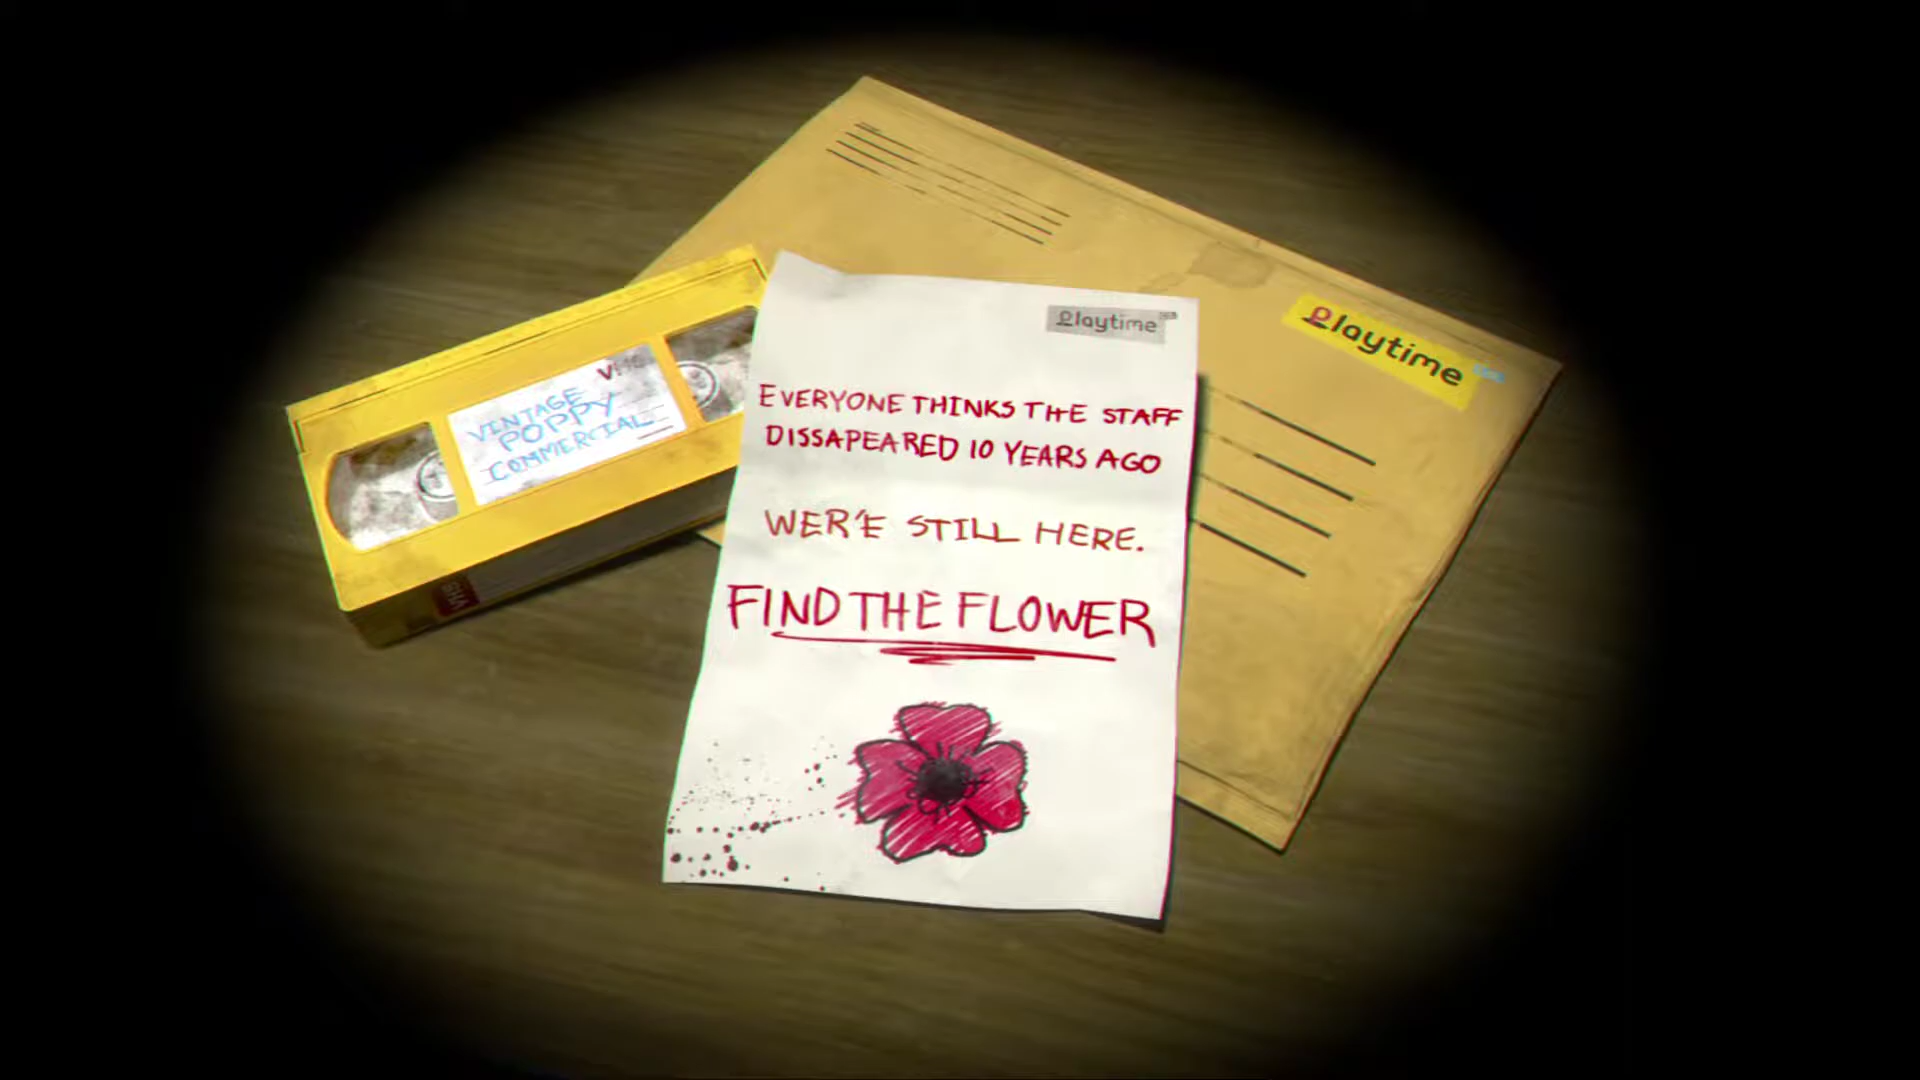 Playtime
Playtime
VHS
VINTAGE
POPPY
COMMERCIAL
EVERYONE THINKS THE STAFF
DISSAPEARED 10 YEARS AGO
WER'E STILL HERE.
FIND THE FLOWER